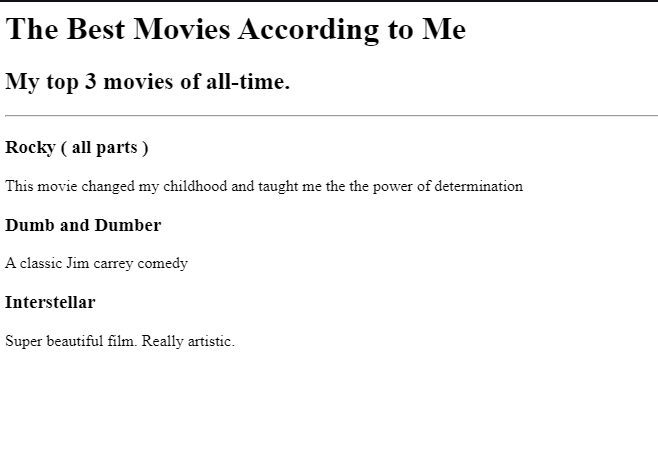 The Best Movies According to Me
My top 3 movies of all-time.
Rocky ( all parts )
This movie changed my childhood and taught me the the power of determination
Dumb and Dumber
A classic Jim carrey comedy
Interstellar
Super beautiful film. Really artistic.